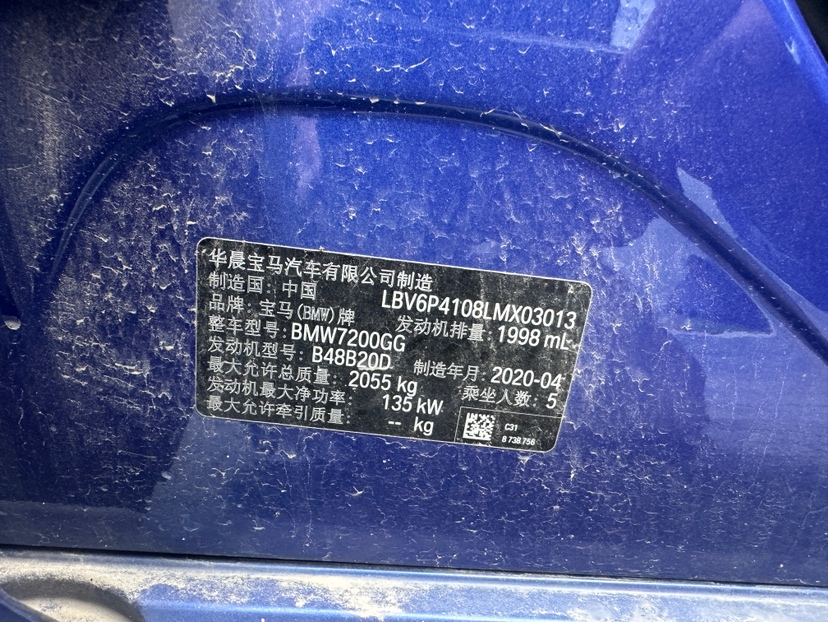 华晨宝马汽车有限公司制造
制造国: 中国 LBV6P4108LMX03013
品牌: 宝马(BMW)牌 发动机排量: 1998 mL
整车型号: BMW7200GG
发动机型号: B48B20D 制造年月: 2020-04
最大允许总质量: 2055 kg 乘坐人数: 5
发动机最大净功率: 135 kW
最大允许牵引质量: -- kg
C31
8 738 756